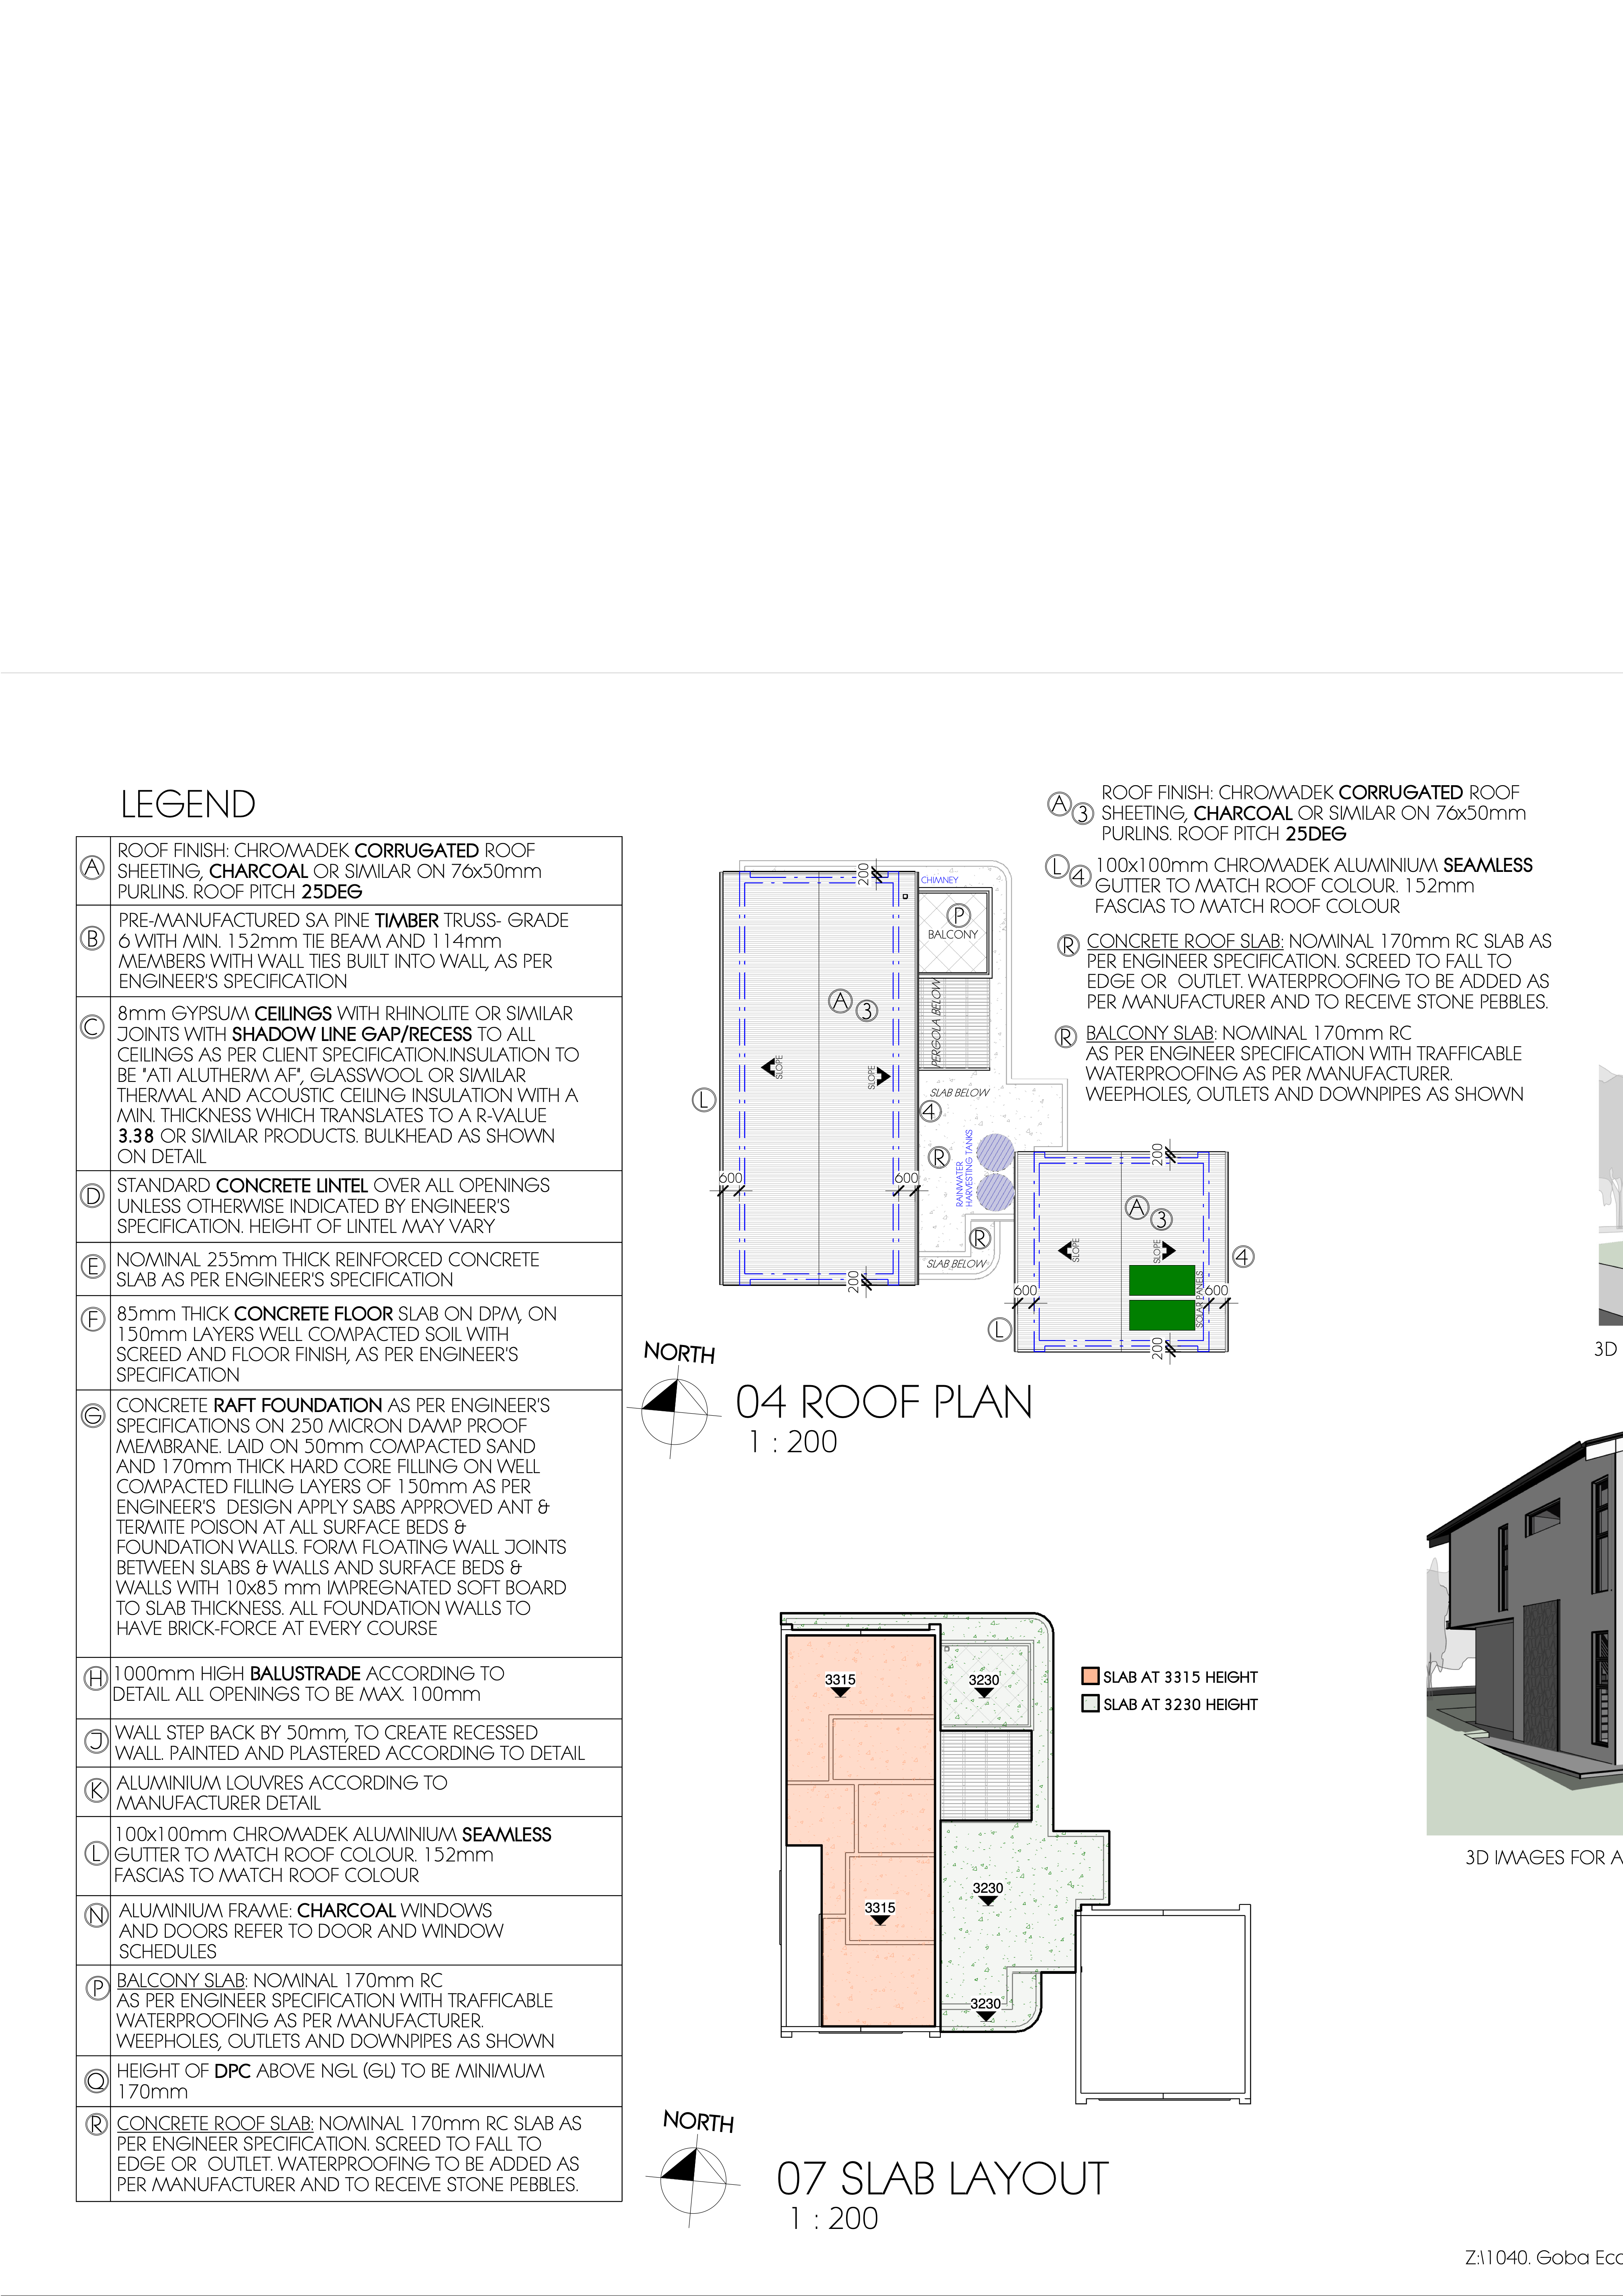 LEGEND
A
ROOF FINISH: CHROMADEK CORRUGATED ROOF
SHEETING, CHARCOAL OR SIMILAR ON 76x50mm
PURLINS. ROOF PITCH 25DEG
B
PRE-MANUFACTURED SA PINE TIMBER TRUSS- GRADE
6 WITH MIN. 152mm TIE BEAM AND 114mm
MEMBERS WITH WALL TIES BUILT INTO WALL, AS PER
ENGINEER'S SPECIFICATION
C
8mm GYPSUM CEILINGS WITH RHINOLITE OR SIMILAR
JOINTS WITH SHADOW LINE GAP/RECESS TO ALL
CEILINGS AS PER CLIENT SPECIFICATION.INSULATION TO
BE "ATI ALUTHERM AF", GLASSWOOL OR SIMILAR
THERMAL AND ACOUSTIC CEILING INSULATION WITH A
MIN. THICKNESS WHICH TRANSLATES TO A R-VALUE
3.38 OR SIMILAR PRODUCTS. BULKHEAD AS SHOWN
ON DETAIL
D
STANDARD CONCRETE LINTEL OVER ALL OPENINGS
UNLESS OTHERWISE INDICATED BY ENGINEER'S
SPECIFICATION. HEIGHT OF LINTEL MAY VARY
E
NOMINAL 255mm THICK REINFORCED CONCRETE
SLAB AS PER ENGINEER'S SPECIFICATION
F
85mm THICK CONCRETE FLOOR SLAB ON DPM, ON
150mm LAYERS WELL COMPACTED SOIL WITH
SCREED AND FLOOR FINISH, AS PER ENGINEER'S
SPECIFICATION
G
CONCRETE RAFT FOUNDATION AS PER ENGINEER'S
SPECIFICATIONS ON 250 MICRON DAMP PROOF
MEMBRANE. LAID ON 50mm COMPACTED SAND
AND 170mm THICK HARD CORE FILLING ON WELL
COMPACTED FILLING LAYERS OF 150mm AS PER
ENGINEER'S DESIGN APPLY SABS APPROVED ANT &
TERMITE POISON AT ALL SURFACE BEDS &
FOUNDATION WALLS. FORM FLOATING WALL JOINTS
BETWEEN SLABS & WALLS AND SURFACE BEDS &
WALLS WITH 10x85 mm IMPREGNATED SOFT BOARD
TO SLAB THICKNESS. ALL FOUNDATION WALLS TO
HAVE BRICK-FORCE AT EVERY COURSE
H
1000mm HIGH BALUSTRADE ACCORDING TO
DETAIL ALL OPENINGS TO BE MAX. 100mm
J
WALL STEP BACK BY 50mm, TO CREATE RECESSED
WALL. PAINTED AND PLASTERED ACCORDING TO DETAIL
K
ALUMINIUM LOUVRES ACCORDING TO
MANUFACTURER DETAIL
L
100x100mm CHROMADEK ALUMINIUM SEAMLESS
GUTTER TO MATCH ROOF COLOUR. 152mm
FASCIAS TO MATCH ROOF COLOUR
N
ALUMINIUM FRAME: CHARCOAL WINDOWS
AND DOORS REFER TO DOOR AND WINDOW
SCHEDULES
P
BALCONY SLAB: NOMINAL 170mm RC
AS PER ENGINEER SPECIFICATION WITH TRAFFICABLE
WATERPROOFING AS PER MANUFACTURER.
WEEPHOLES, OUTLETS AND DOWNPIPES AS SHOWN
Q
HEIGHT OF DPC ABOVE NGL (GL) TO BE MINIMUM
170mm
R
CONCRETE ROOF SLAB: NOMINAL 170mm RC SLAB AS
PER ENGINEER SPECIFICATION. SCREED TO FALL TO
EDGE OR OUTLET. WATERPROOFING TO BE ADDED AS
PER MANUFACTURER AND TO RECEIVE STONE PEBBLES.
200
CHIMNEY
P
BALCONY
A 3
PERGOLA BELOW
SLOPE
SLOPE
SLAB BELOW
L
4
R
RAINWATER
HARVESTING TANKS
600
600
R
SLAB BELOW
200
200
A 3
SLOPE
SLOPE
4
SOLAR PANELS
600
600
L
200
NORTH
04 ROOF PLAN
1 : 200
A 3
ROOF FINISH: CHROMADEK CORRUGATED ROOF
SHEETING, CHARCOAL OR SIMILAR ON 76x50mm
PURLINS. ROOF PITCH 25DEG
L 4
100x100mm CHROMADEK ALUMINIUM SEAMLESS
GUTTER TO MATCH ROOF COLOUR. 152mm
FASCIAS TO MATCH ROOF COLOUR
R
CONCRETE ROOF SLAB: NOMINAL 170mm RC SLAB AS
PER ENGINEER SPECIFICATION. SCREED TO FALL TO
EDGE OR OUTLET. WATERPROOFING TO BE ADDED AS
PER MANUFACTURER AND TO RECEIVE STONE PEBBLES.
R
BALCONY SLAB: NOMINAL 170mm RC
AS PER ENGINEER SPECIFICATION WITH TRAFFICABLE
WATERPROOFING AS PER MANUFACTURER.
WEEPHOLES, OUTLETS AND DOWNPIPES AS SHOWN
3D
3315
3230
3230
3315
3230
SLAB AT 3315 HEIGHT
SLAB AT 3230 HEIGHT
NORTH
07 SLAB LAYOUT
1 : 200
3D IMAGES FOR A
Z:\1040. Goba Ecc